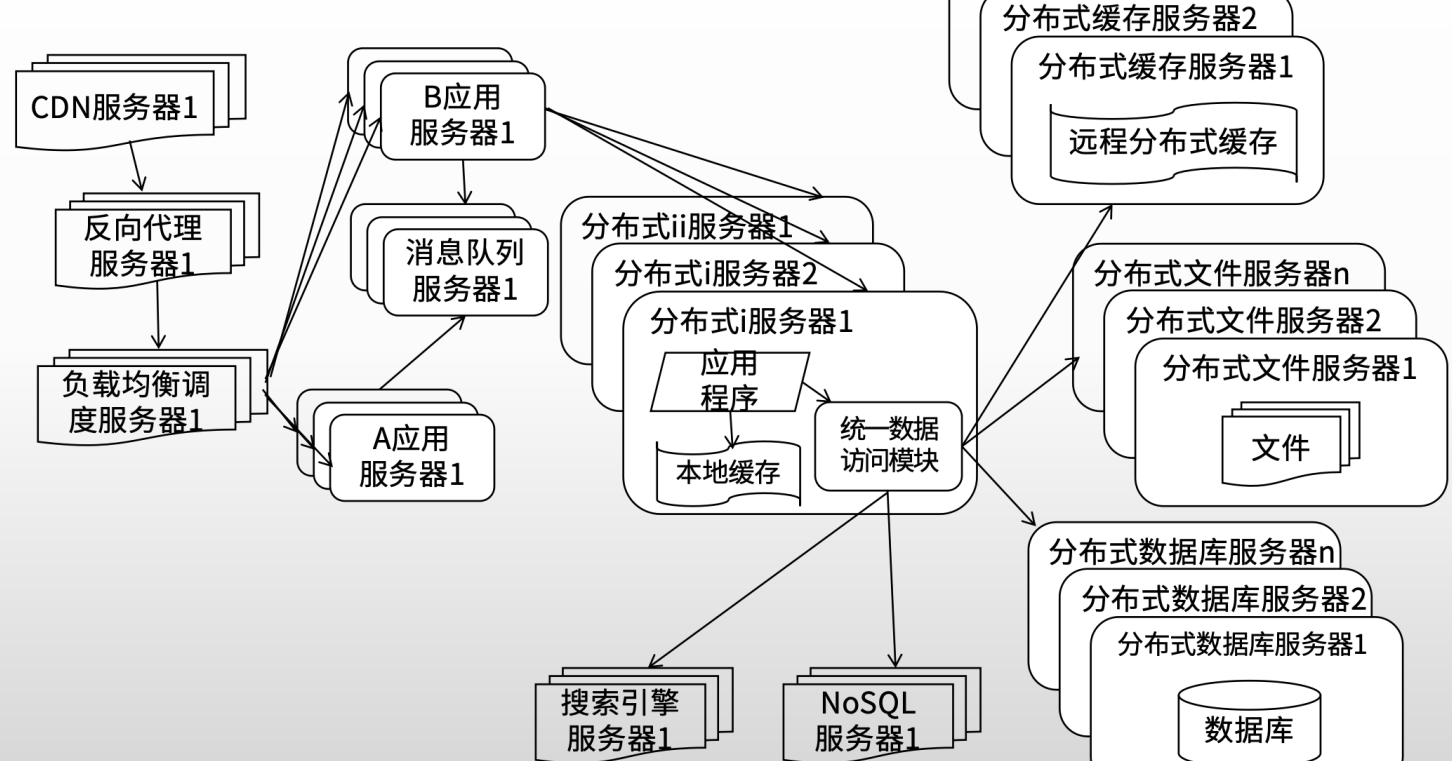 分布式缓存服务器2
分布式缓存服务器1
远程分布式缓存
CDN服务器1
反向代理
服务器1
负载均衡调
度服务器1
B应用
服务器1
消息队列
服务器1
A应用
服务器1
分布式ii服务器1
分布式i服务器2
分布式i服务器1
应用
程序
本地缓存
统一数据
访问模块
分布式文件服务器n
分布式文件服务器2
分布式文件服务器1
文件
分布式数据库服务器n
分布式数据库服务器2
分布式数据库服务器1
数据库
搜索引擎
服务器1
NoSQL
服务器1